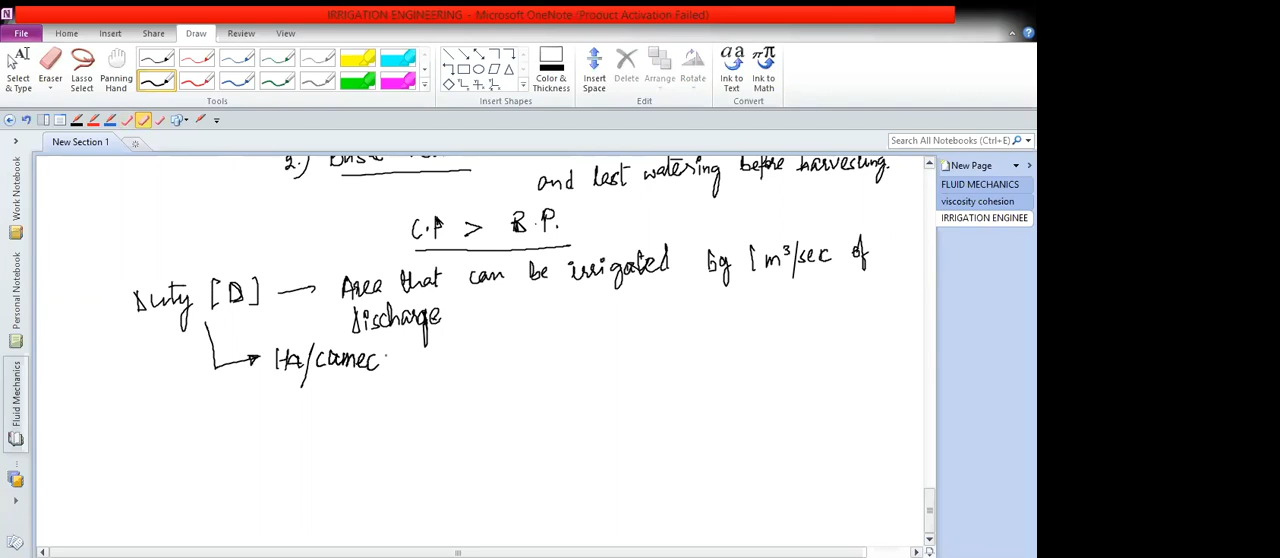 IRRIGATION ENGINEERING - Microsoft OneNote (Product Activation Failed)
File Home Insert Share Draw Review View
Select & Type Eraser Lasso Select Panning Hand Color & Thickness Insert Space Delete Arrange Rotate Ink to Text Ink to Math
Tools Insert Shapes Edit Convert
New Section 1 Search All Notebooks (Ctrl+E)
New Page
FLUID MECHANICS
viscosity cohesion
IRRIGATION ENGINEE
Work Notebook
Personal Notebook
Fluid Mechanics
2.)
and last watering before harvesting.
C.P > B.P.
Duty [D] → Area that can be irrigated by 1 m³/sec of
discharge
→ Ha/cumec